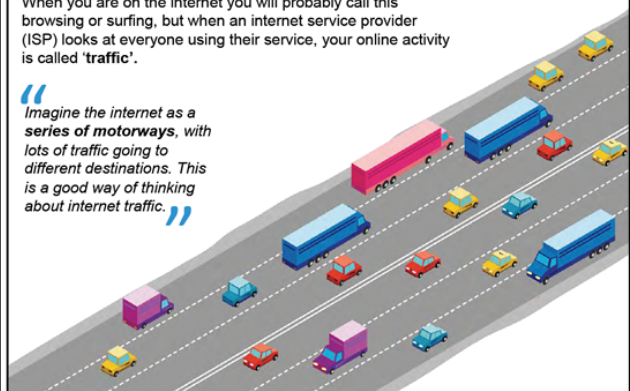 When you are on the internet you will probably call this
browsing or surfing, but when an internet service provider
(ISP) looks at everyone using their service, your online activity
is called ‘traffic’.
“
Imagine the internet as a
series of motorways, with
lots of traffic going to
different destinations. This
is a good way of thinking
about internet traffic.”